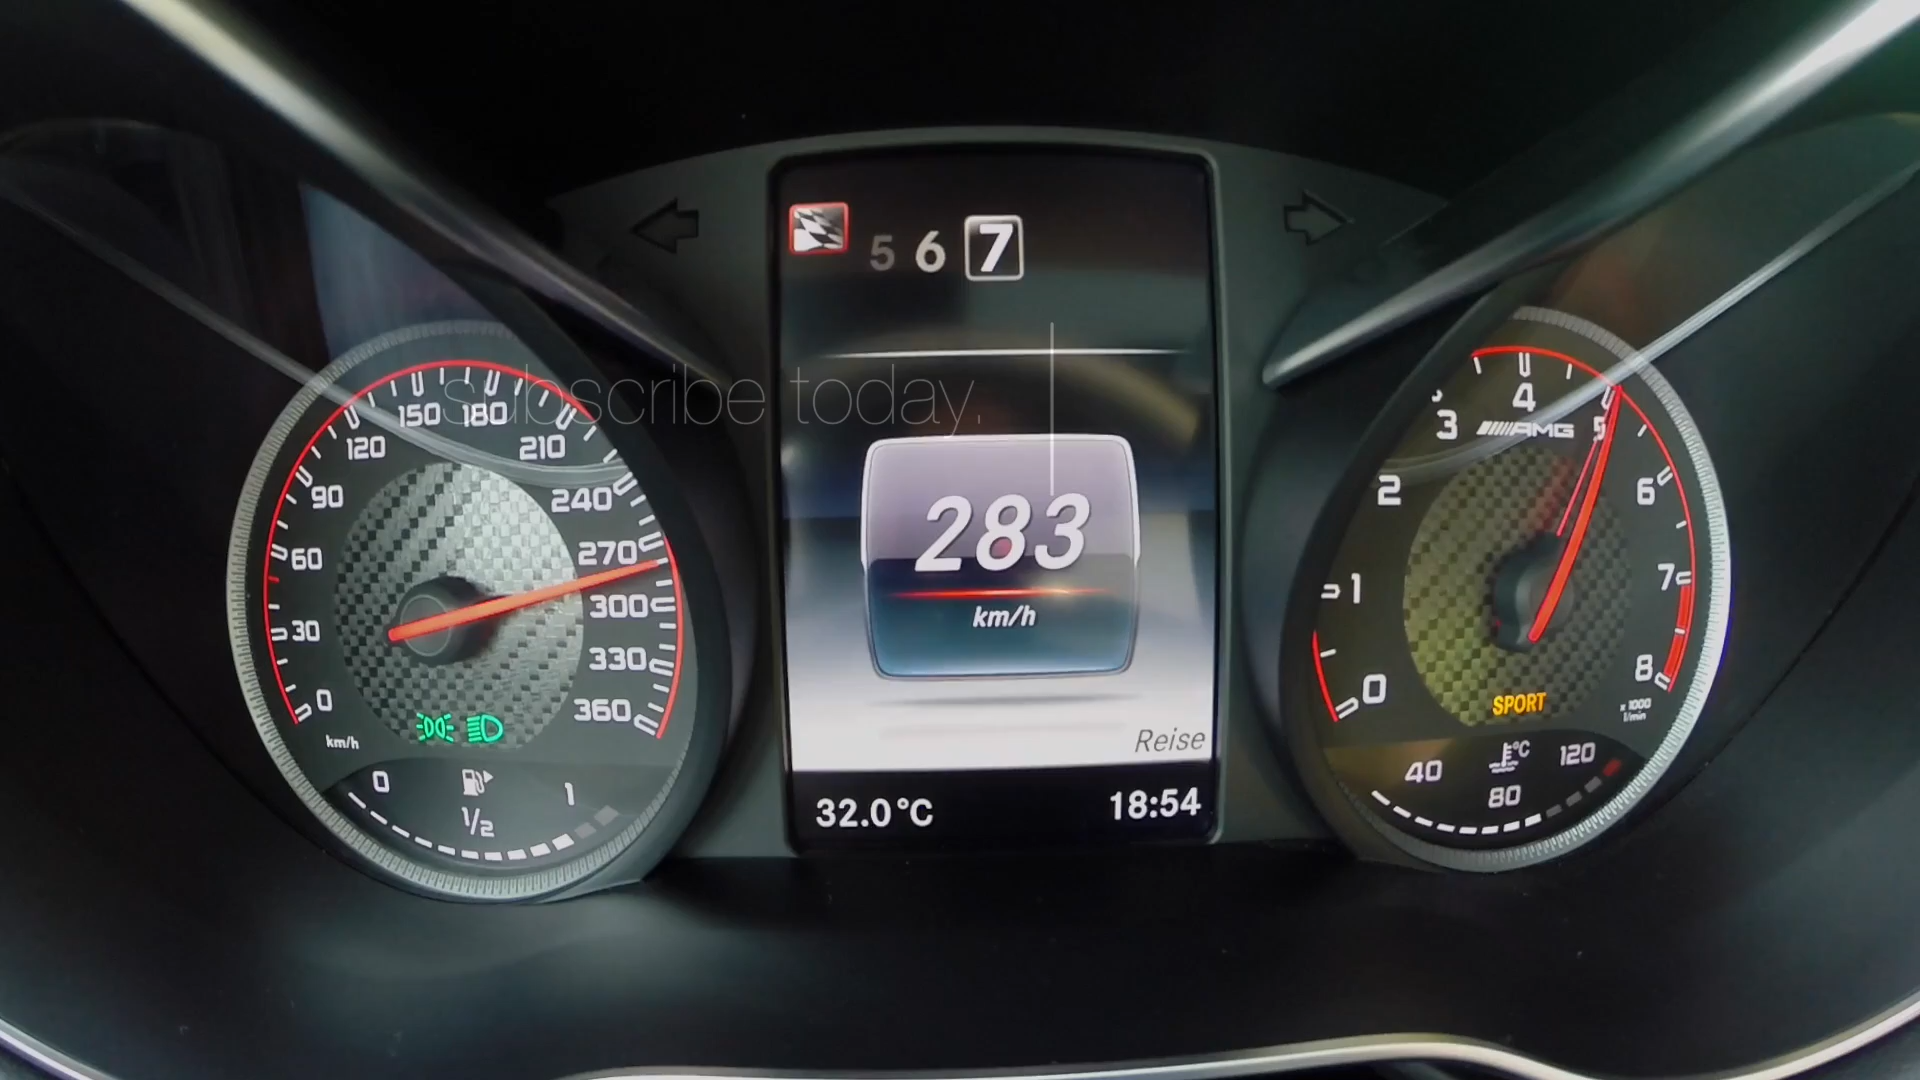 5 6 7
subscribe today.
283
km/h
Reise
32.0°C
18:54
0
30
60
90
120
150
180
210
240
270
300
330
360
km/h
0
1/2
1
0
1
2
3
4
5
6
7
8
AMG
SPORT
x 1000
1/min
°C
40
80
120